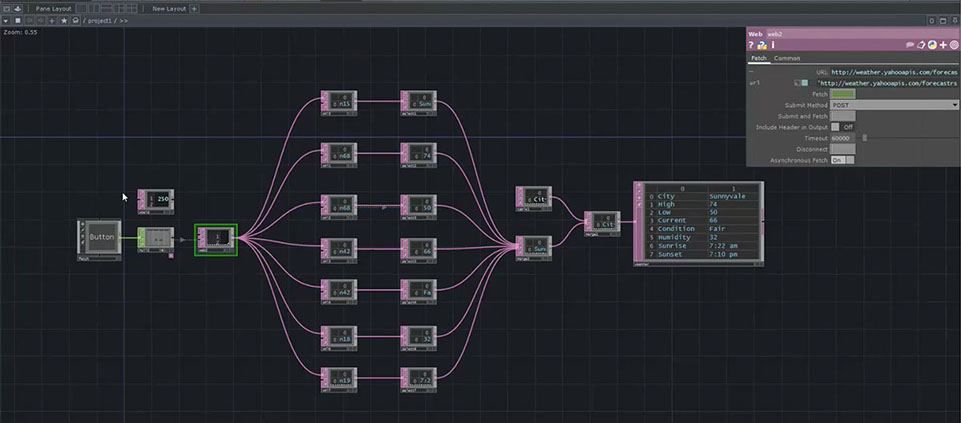 Pane Layout
New Layout +
/ project1 / >>
Zoom: 0.55
Web web2
? i
Fetch Common
URL http://weather.yahooapis.com/forecas
url "http://weather.yahooapis.com/forecastrs
Fetch
Submit Method POST
Submit and Fetch
Include Header in Output Off
Timeout 60000
Disconnect
Asynchronous Fetch On
n15 Sun
n68 74
250
n68 50
Cit
Button
Cit
n42 66
Sun
n42 Fa
n18 32
n19 7:2
0 1
0 City Sunnyvale
1 High 74
2 Low 50
3 Current 66
4 Condition Fair
5 Humidity 32
6 Sunrise 7:22 am
7 Sunset 7:10 pm
weather